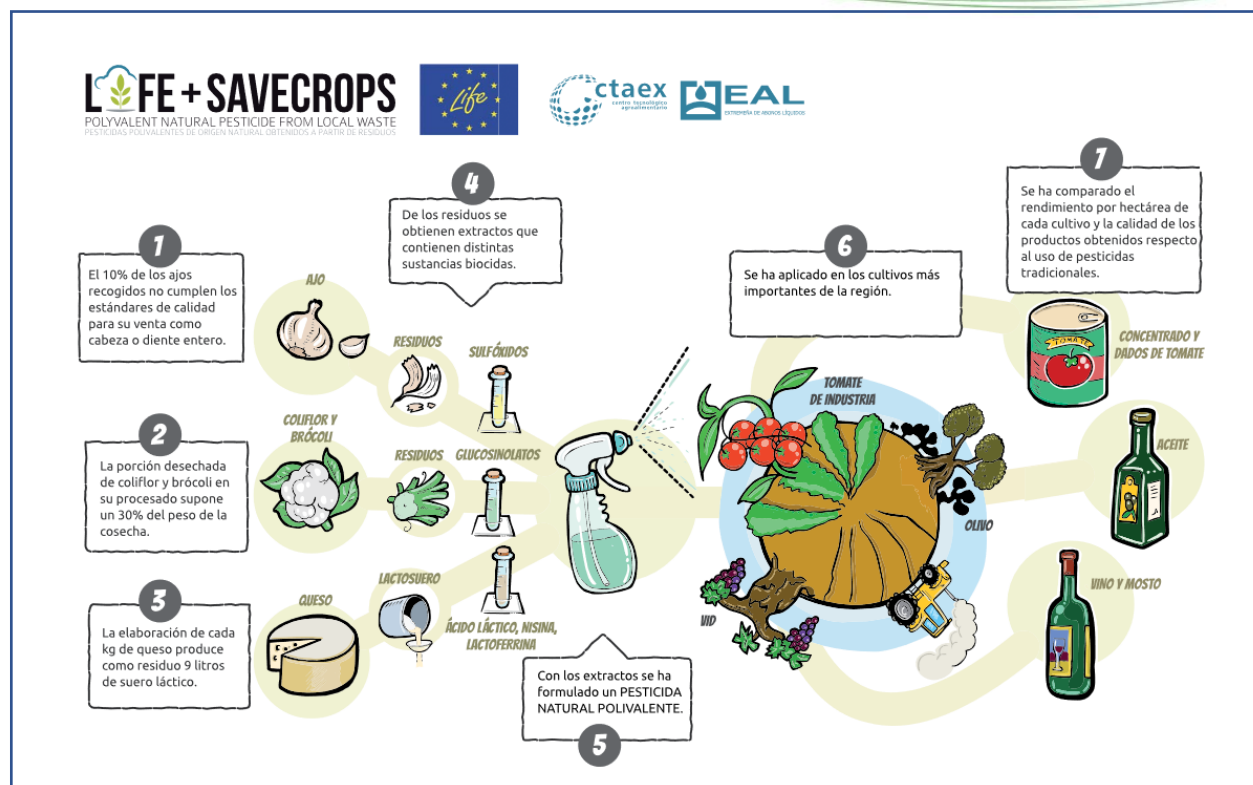 LIFE + SAVECROPS
POLYVALENT NATURAL PESTICIDE FROM LOCAL WASTE
PESTICIDAS POLIVALENTES DE ORIGEN NATURAL OBTENIDOS A PARTIR DE RESIDUOS
Life
ctaex
centro tecnológico
agroalimentario
EAL
EXTREMEÑA DE ABONOS LÍQUIDOS
1
El 10% de los ajos
recogidos no cumplen los
estándares de calidad
para su venta como
cabeza o diente entero.
2
La porción desechada
de coliflor y brócoli en
su procesado supone
un 30% del peso de la
cosecha.
3
La elaboración de cada
kg de queso produce
como residuo 9 litros
de suero láctico.
AJO
RESIDUOS
SULFÓXIDOS
COLIFLOR Y
BRÓCOLI
RESIDUOS
GLUCOSINOLATOS
QUESO
LACTOSUERO
ÁCIDO LÁCTICO, NISINA,
LACTOFERRINA
4
De los residuos se
obtienen extractos que
contienen distintas
sustancias biocidas.
Con los extractos se ha
formulado un PESTICIDA
NATURAL POLIVALENTE.
5
6
Se ha aplicado en los cultivos más
importantes de la región.
TOMATE
DE INDUSTRIA
OLIVO
VID
7
Se ha comparado el
rendimiento por hectárea de
cada cultivo y la calidad de los
productos obtenidos respecto
al uso de pesticidas
tradicionales.
TOMATE
CONCENTRADO Y
DADOS DE TOMATE
ACEITE
VINO Y MOSTO